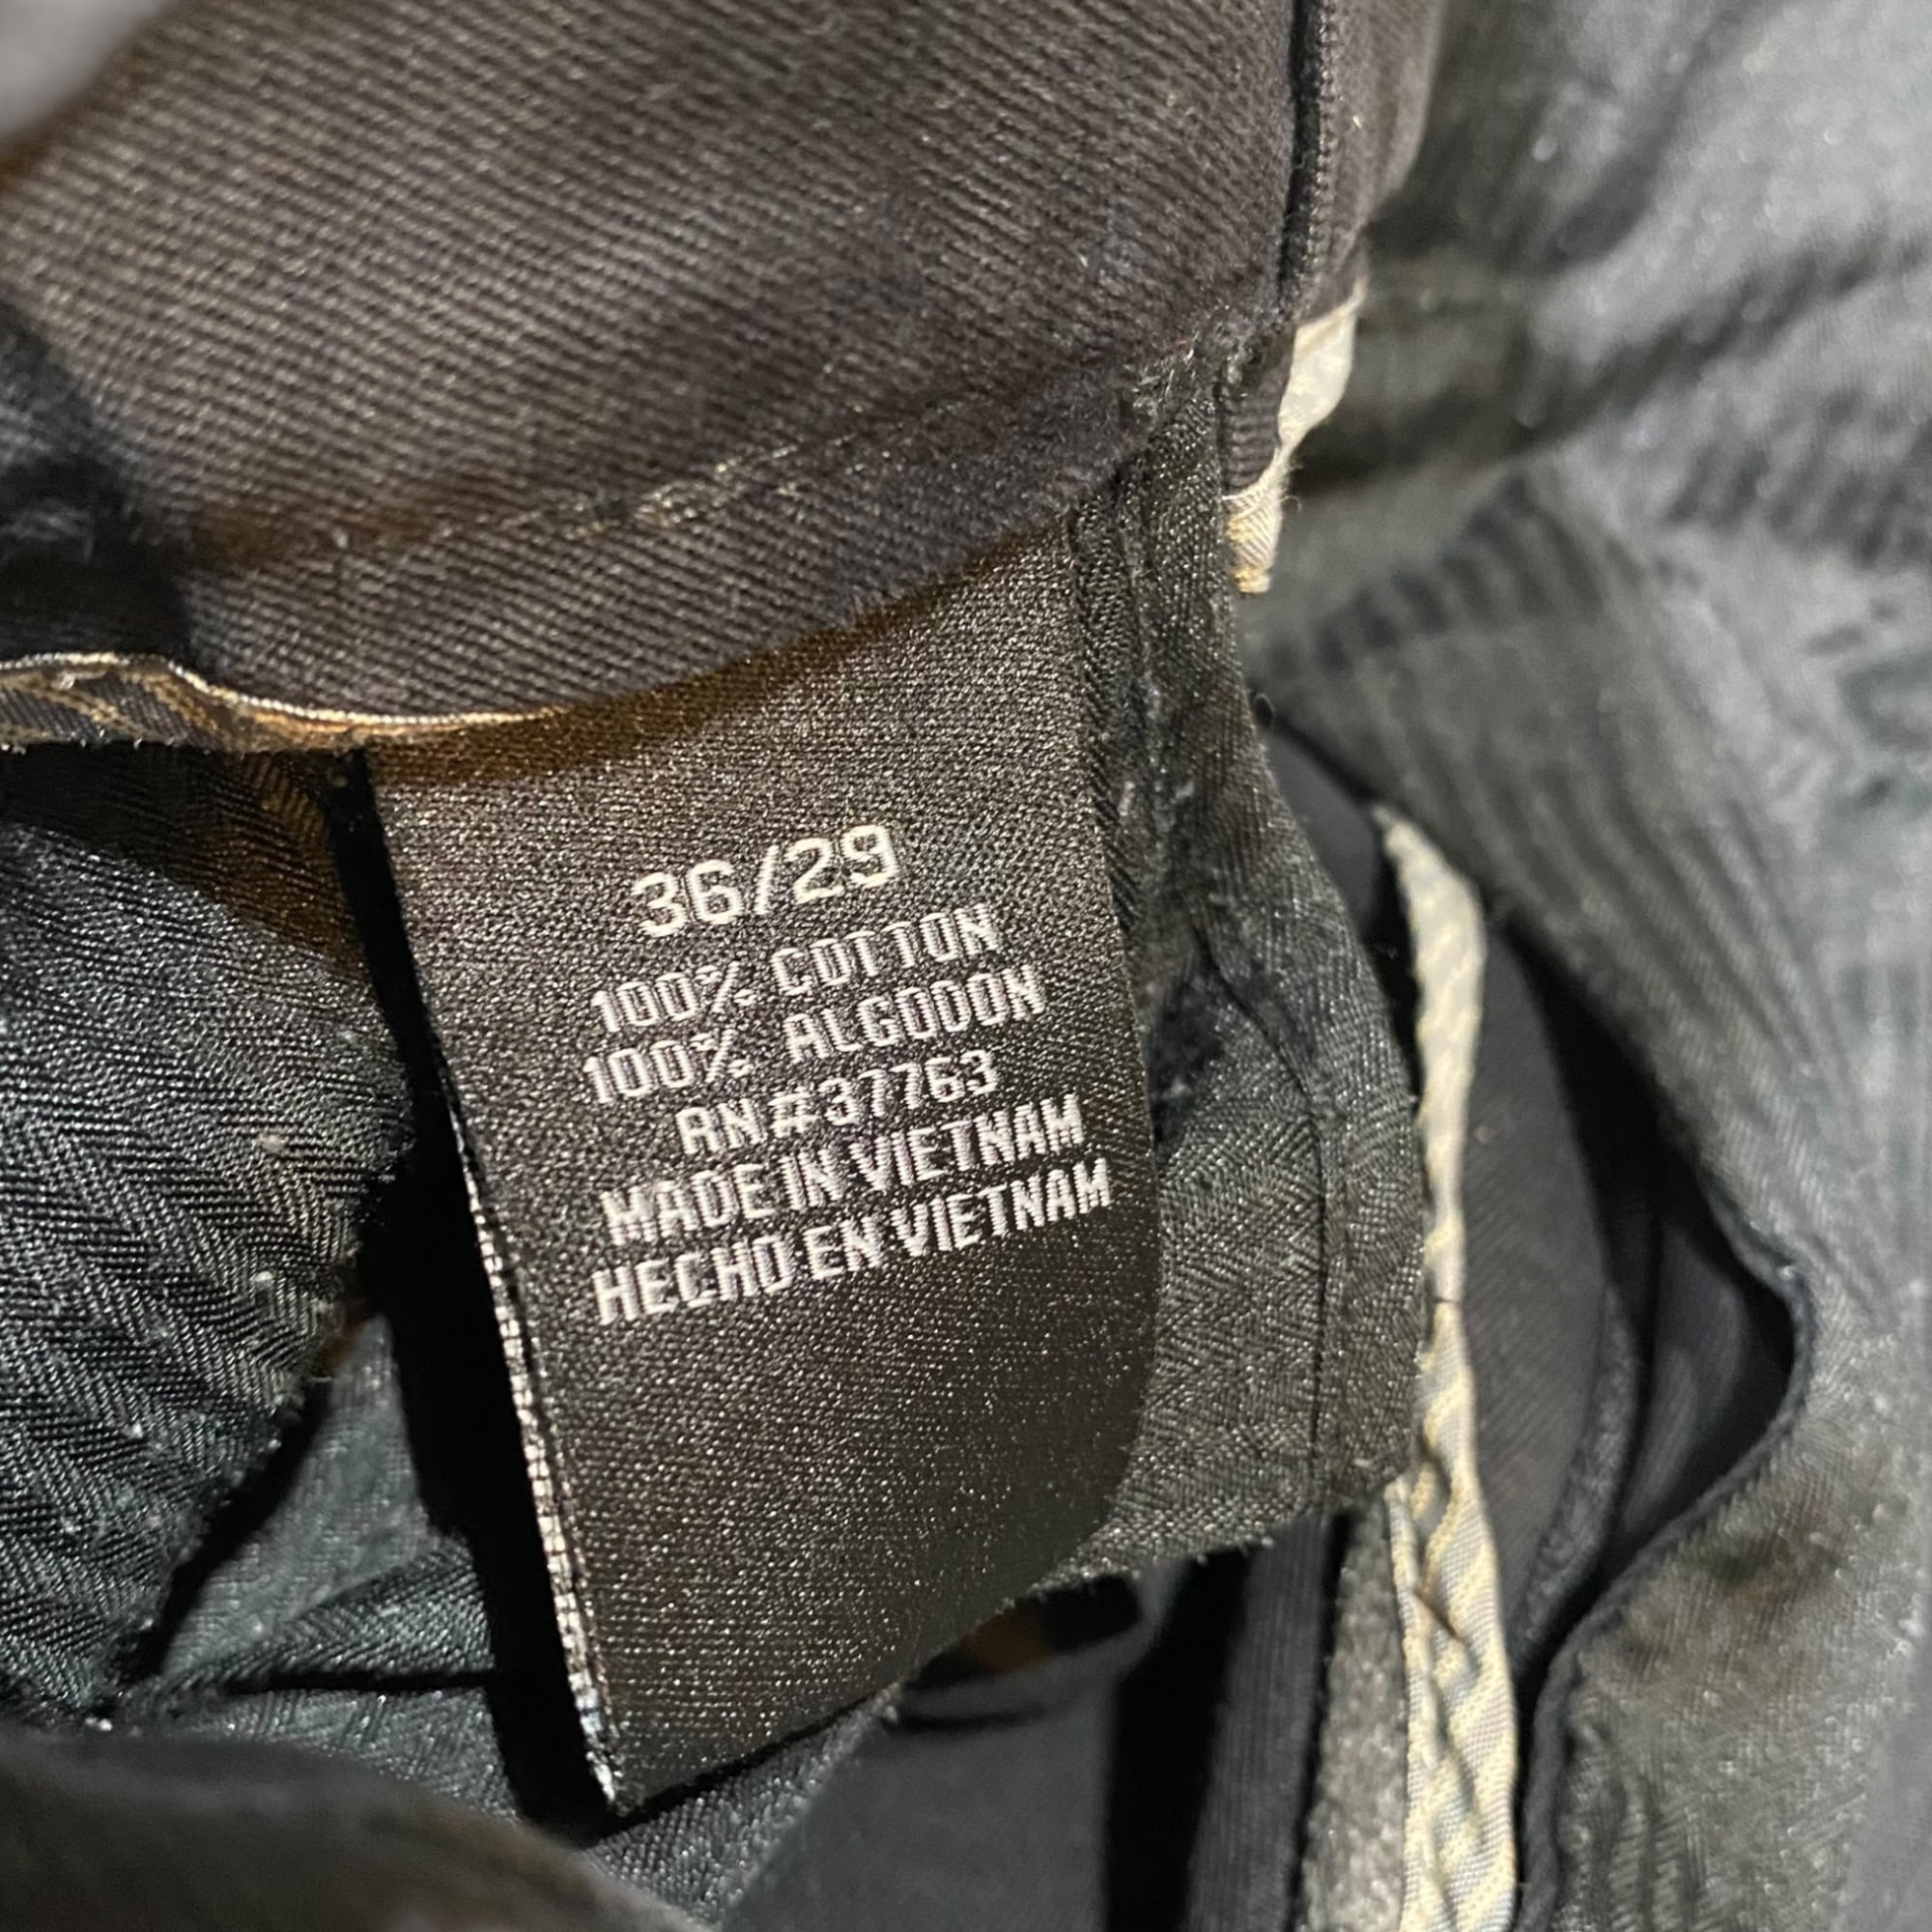 36/29
100% COTTON
100% ALGODON
RN#37763
MADE IN VIETNAM
HECHO EN VIETNAM